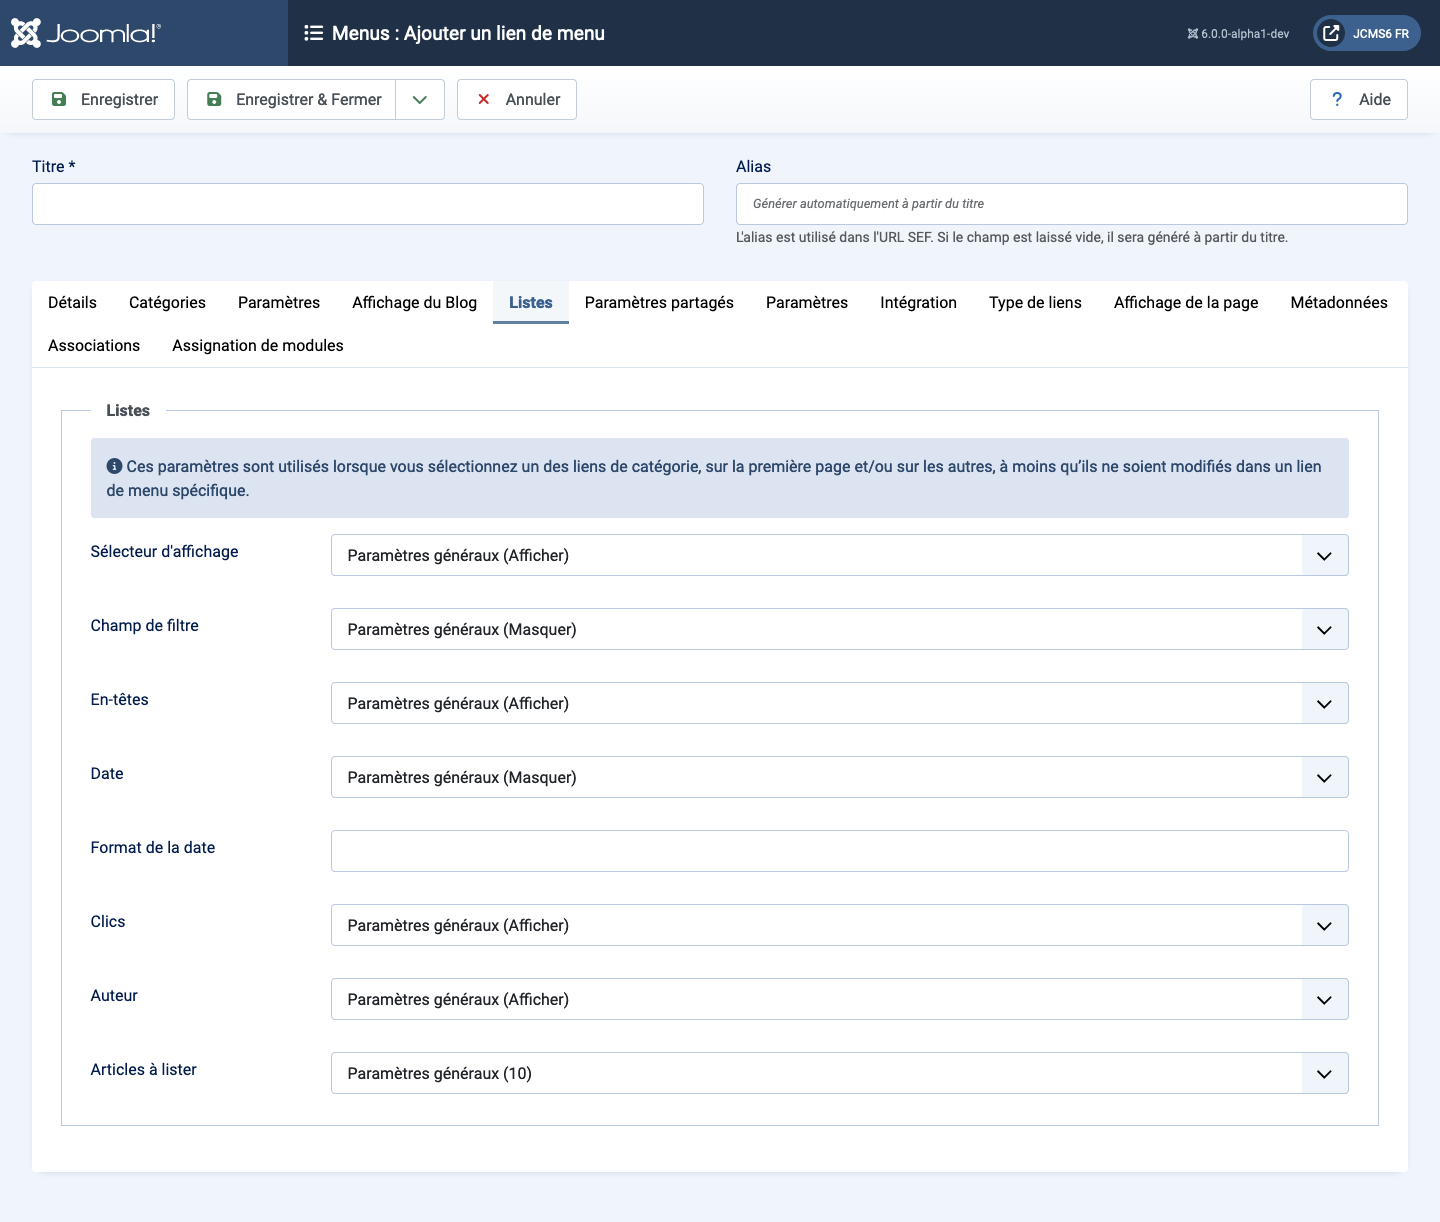 Joomla!®
Menus : Ajouter un lien de menu
6.0.0-alpha1-dev
JCMS6 FR
Enregistrer
Enregistrer & Fermer
Annuler
? Aide
Titre *
Alias
Générer automatiquement à partir du titre
L'alias est utilisé dans l'URL SEF. Si le champ est laissé vide, il sera généré à partir du titre.
Détails Catégories Paramètres Affichage du Blog Listes Paramètres partagés Paramètres Intégration Type de liens Affichage de la page Métadonnées
Associations Assignation de modules
Listes
Ces paramètres sont utilisés lorsque vous sélectionnez un des liens de catégorie, sur la première page et/ou sur les autres, à moins qu’ils ne soient modifiés dans un lien
de menu spécifique.
Sélecteur d'affichage
Paramètres généraux (Afficher)
Champ de filtre
Paramètres généraux (Masquer)
En-têtes
Paramètres généraux (Afficher)
Date
Paramètres généraux (Masquer)
Format de la date
Clics
Paramètres généraux (Afficher)
Auteur
Paramètres généraux (Afficher)
Articles à lister
Paramètres généraux (10)